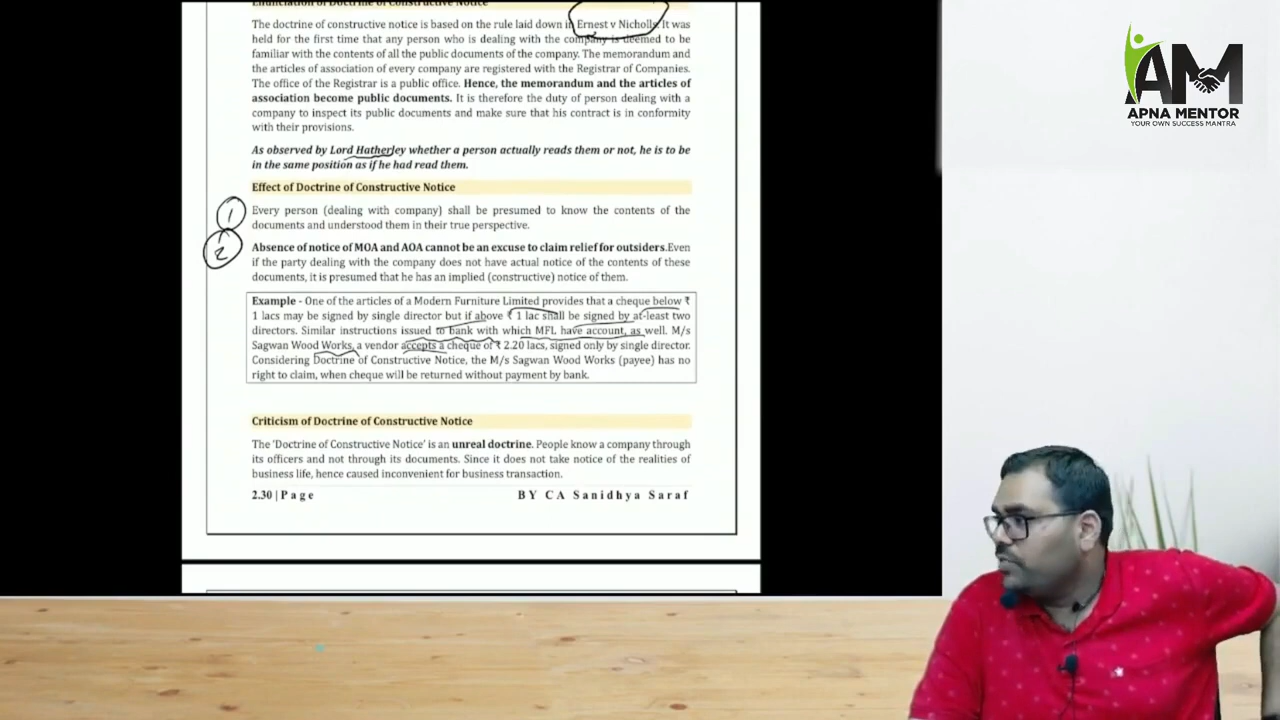 Enunciation of Doctrine of Constructive Notice
The doctrine of constructive notice is based on the rule laid down in Ernest v Nicholls. It was
held for the first time that any person who is dealing with the company is deemed to be
familiar with the contents of all the public documents of the company. The memorandum and
the articles of association of every company are registered with the Registrar of Companies.
The office of the Registrar is a public office. Hence, the memorandum and the articles of
association become public documents. It is therefore the duty of person dealing with a
company to inspect its public documents and make sure that his contract is in conformity
with their provisions.
As observed by Lord Hatherley whether a person actually reads them or not, he is to be
in the same position as if he had read them.
Effect of Doctrine of Constructive Notice
1
Every person (dealing with company) shall be presumed to know the contents of the
documents and understood them in their true perspective.
2
Absence of notice of MOA and AOA cannot be an excuse to claim relief for outsiders.Even
if the party dealing with the company does not have actual notice of the contents of these
documents, it is presumed that he has an implied (constructive) notice of them.
Example - One of the articles of a Modern Furniture Limited provides that a cheque below ₹
1 lacs may be signed by single director but if above ₹ 1 lac shall be signed by at-least two
directors. Similar instructions issued to bank with which MFL have account, as well. M/s
Sagwan Wood Works, a vendor accepts a cheque of ₹ 2.20 lacs, signed only by single director.
Considering Doctrine of Constructive Notice, the M/s Sagwan Wood Works (payee) has no
right to claim, when cheque will be returned without payment by bank.
Criticism of Doctrine of Constructive Notice
The 'Doctrine of Constructive Notice' is an unreal doctrine. People know a company through
its officers and not through its documents. Since it does not take notice of the realities of
business life, hence caused inconvenient for business transaction.
2.30 | Page BY CA Sanidhya Saraf
AM
APNA MENTOR
YOUR OWN SUCCESS MANTRA